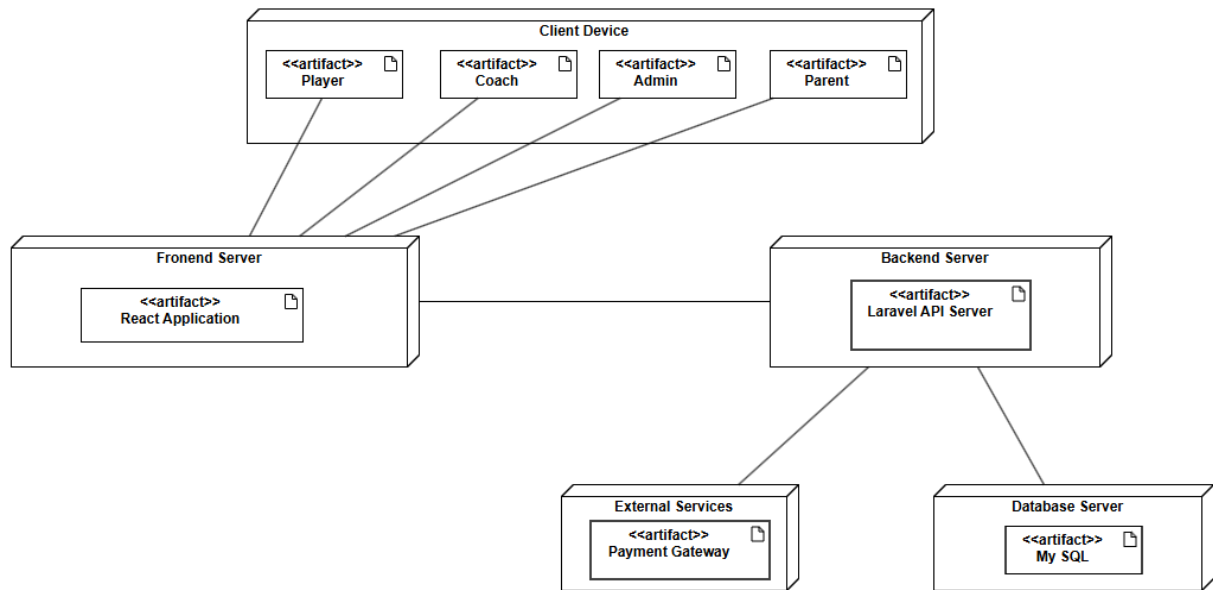 Client Device
<<artifact>>
Player
<<artifact>>
Coach
<<artifact>>
Admin
<<artifact>>
Parent
Fronend Server
<<artifact>>
React Application
Backend Server
<<artifact>>
Laravel API Server
External Services
<<artifact>>
Payment Gateway
Database Server
<<artifact>>
My SQL